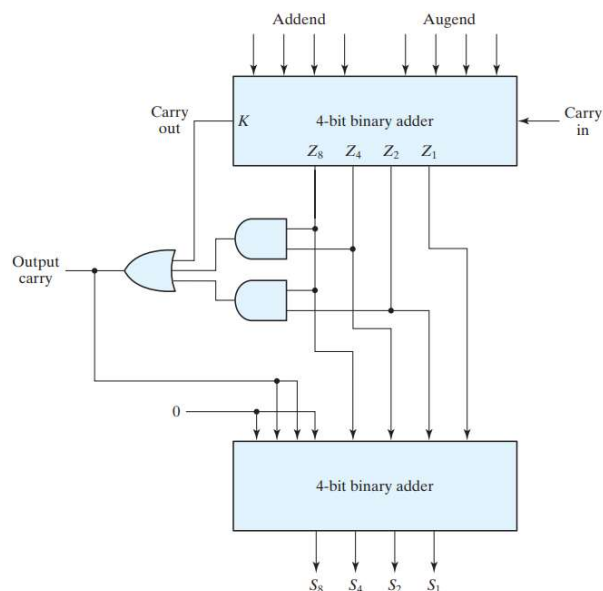 Addend Augend
Carry out
K
4-bit binary adder
Carry in
Z8 Z4 Z2 Z1
Output carry
0
4-bit binary adder
S8 S4 S2 S1